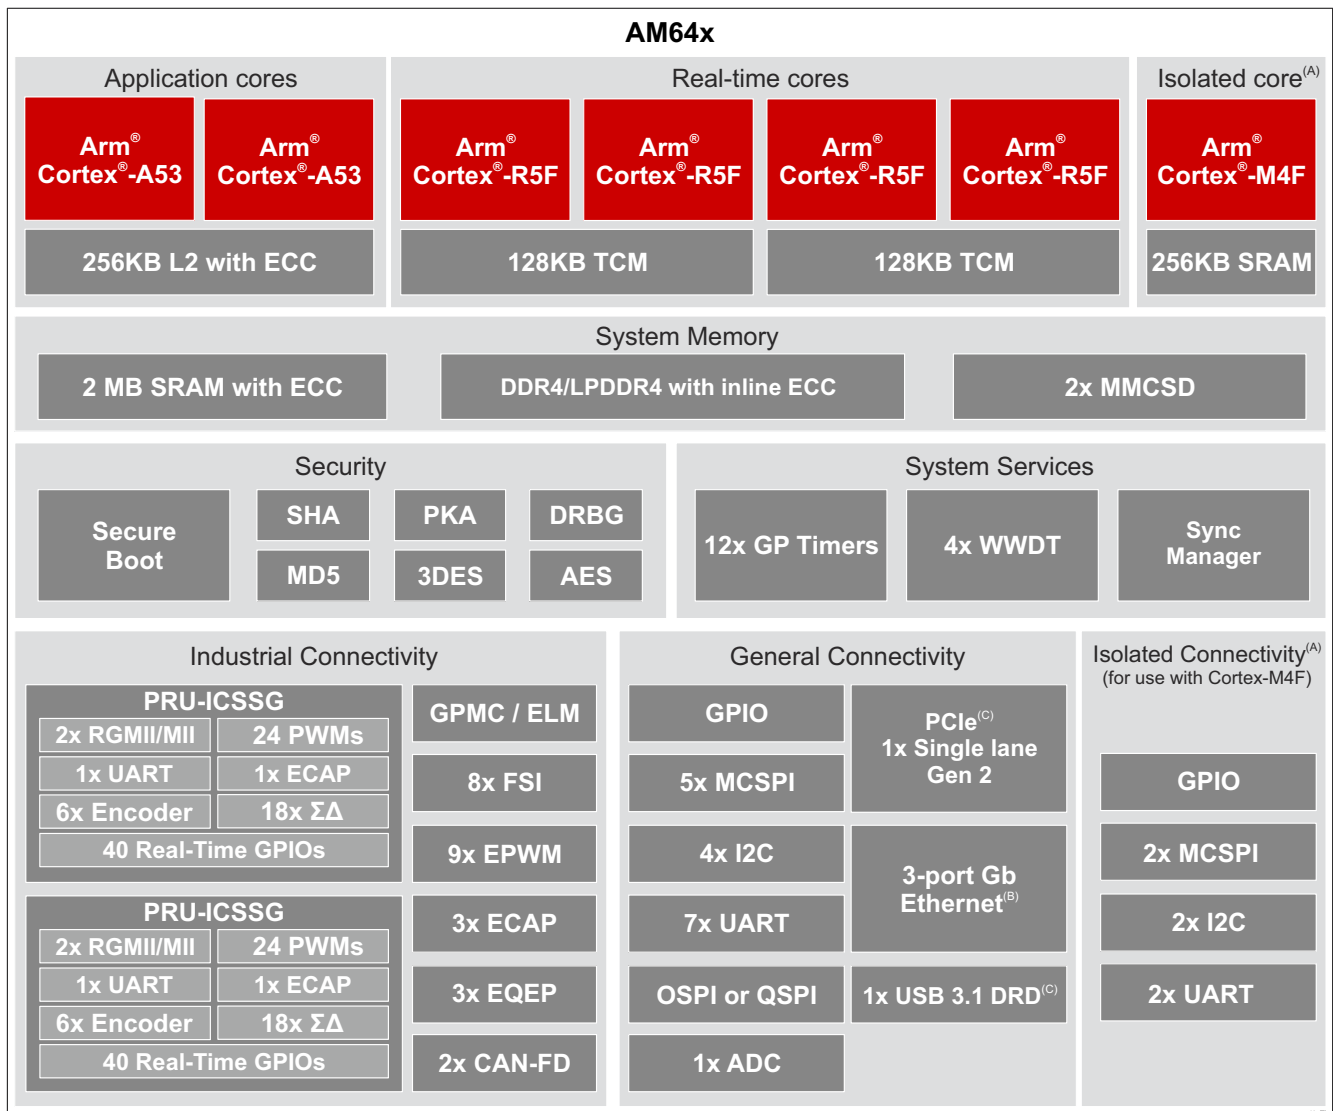 AM64x
Application cores
Arm®
Cortex®-A53
Arm®
Cortex®-A53
256KB L2 with ECC
Real-time cores
Arm®
Cortex®-R5F
Arm®
Cortex®-R5F
Arm®
Cortex®-R5F
Arm®
Cortex®-R5F
128KB TCM
128KB TCM
Isolated core(A)
Arm®
Cortex®-M4F
256KB SRAM
System Memory
2 MB SRAM with ECC
DDR4/LPDDR4 with inline ECC
2x MMCSD
Security
Secure
Boot
SHA
PKA
DRBG
MD5
3DES
AES
System Services
12x GP Timers
4x WWDT
Sync
Manager
Industrial Connectivity
PRU-ICSSG
2x RGMII/MII
24 PWMs
1x UART
1x ECAP
6x Encoder
18x ΣΔ
40 Real-Time GPIOs
PRU-ICSSG
2x RGMII/MII
24 PWMs
1x UART
1x ECAP
6x Encoder
18x ΣΔ
40 Real-Time GPIOs
GPMC / ELM
8x FSI
9x EPWM
3x ECAP
3x EQEP
2x CAN-FD
General Connectivity
GPIO
5x MCSPI
4x I2C
7x UART
OSPI or QSPI
1x ADC
PCIe(C)
1x Single lane
Gen 2
3-port Gb
Ethernet(B)
1x USB 3.1 DRD(C)
Isolated Connectivity(A)
(for use with Cortex-M4F)
GPIO
2x MCSPI
2x I2C
2x UART